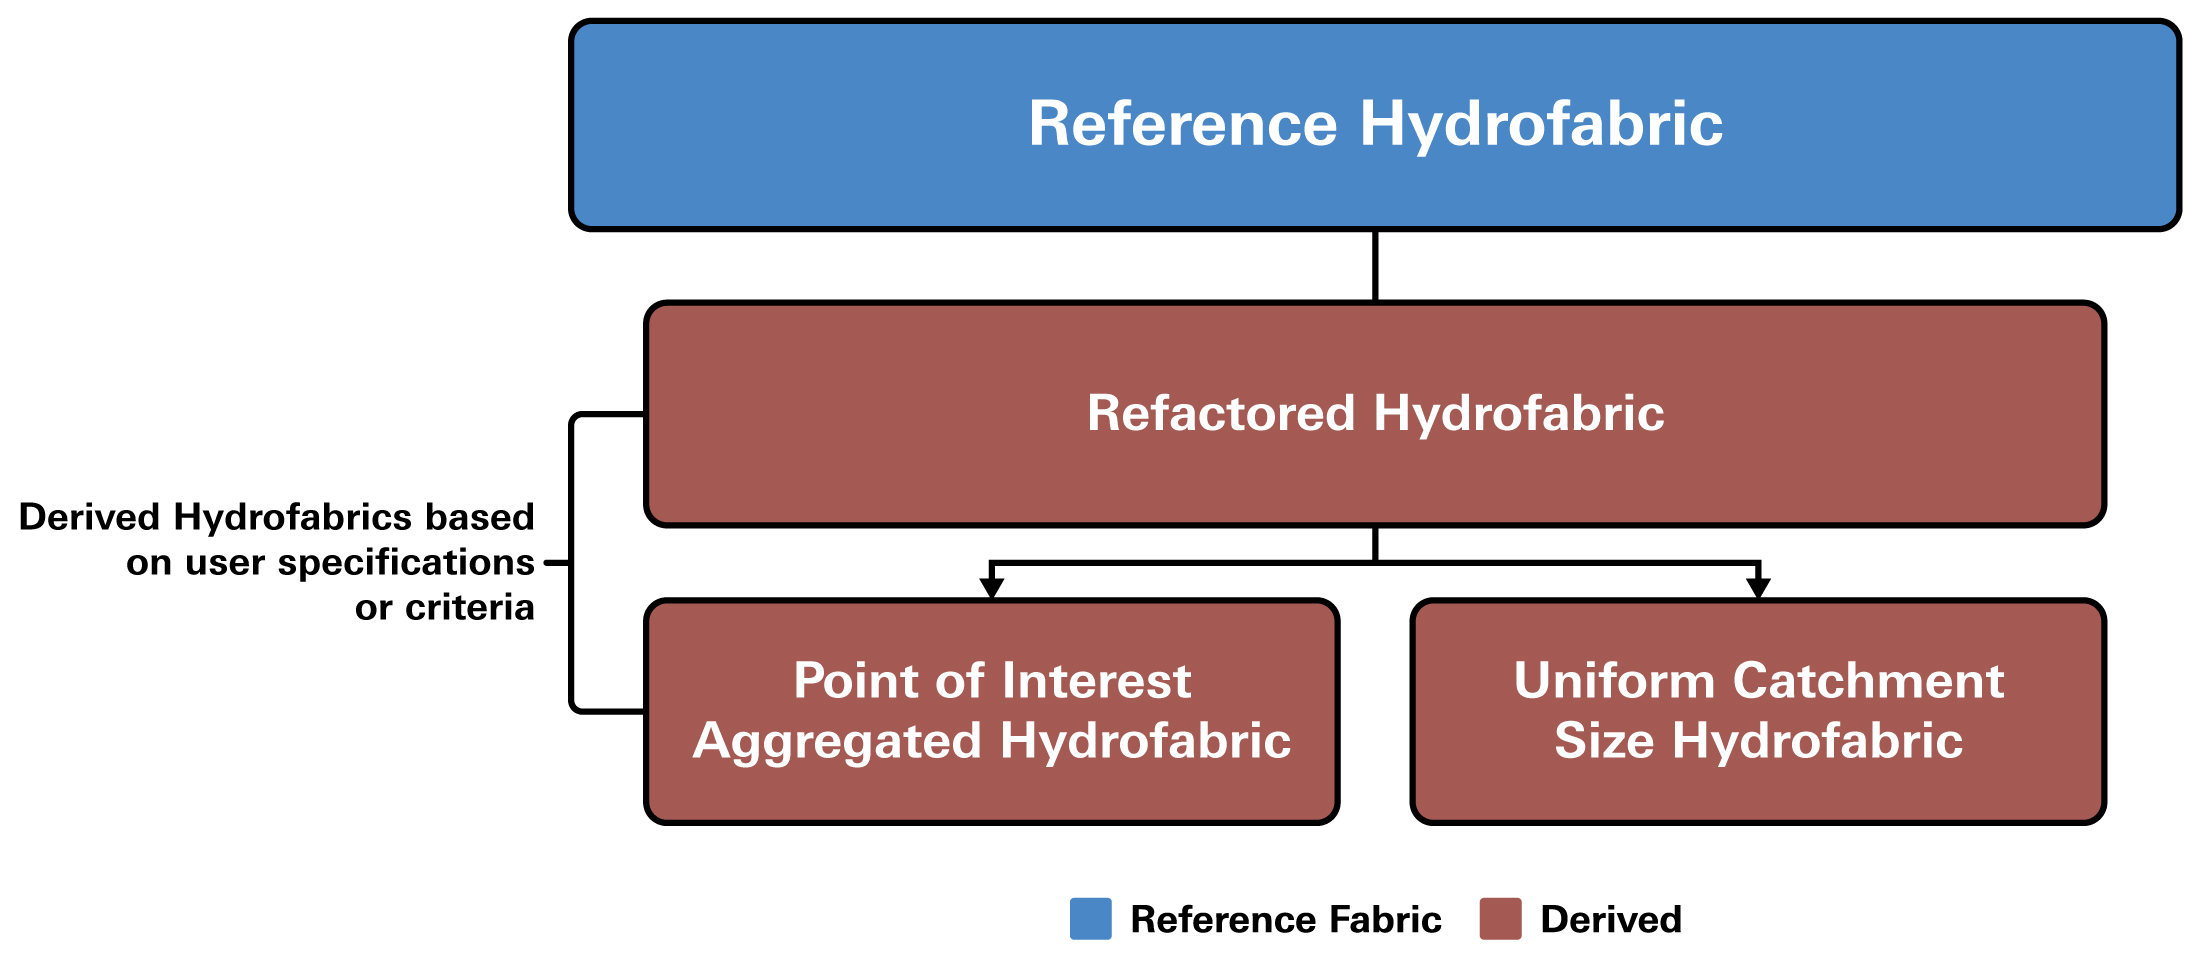 Reference Hydrofabric
Refactored Hydrofabric
Derived Hydrofabrics based
on user specifications
or criteria
Point of Interest
Aggregated Hydrofabric
Uniform Catchment
Size Hydrofabric
Reference Fabric
Derived